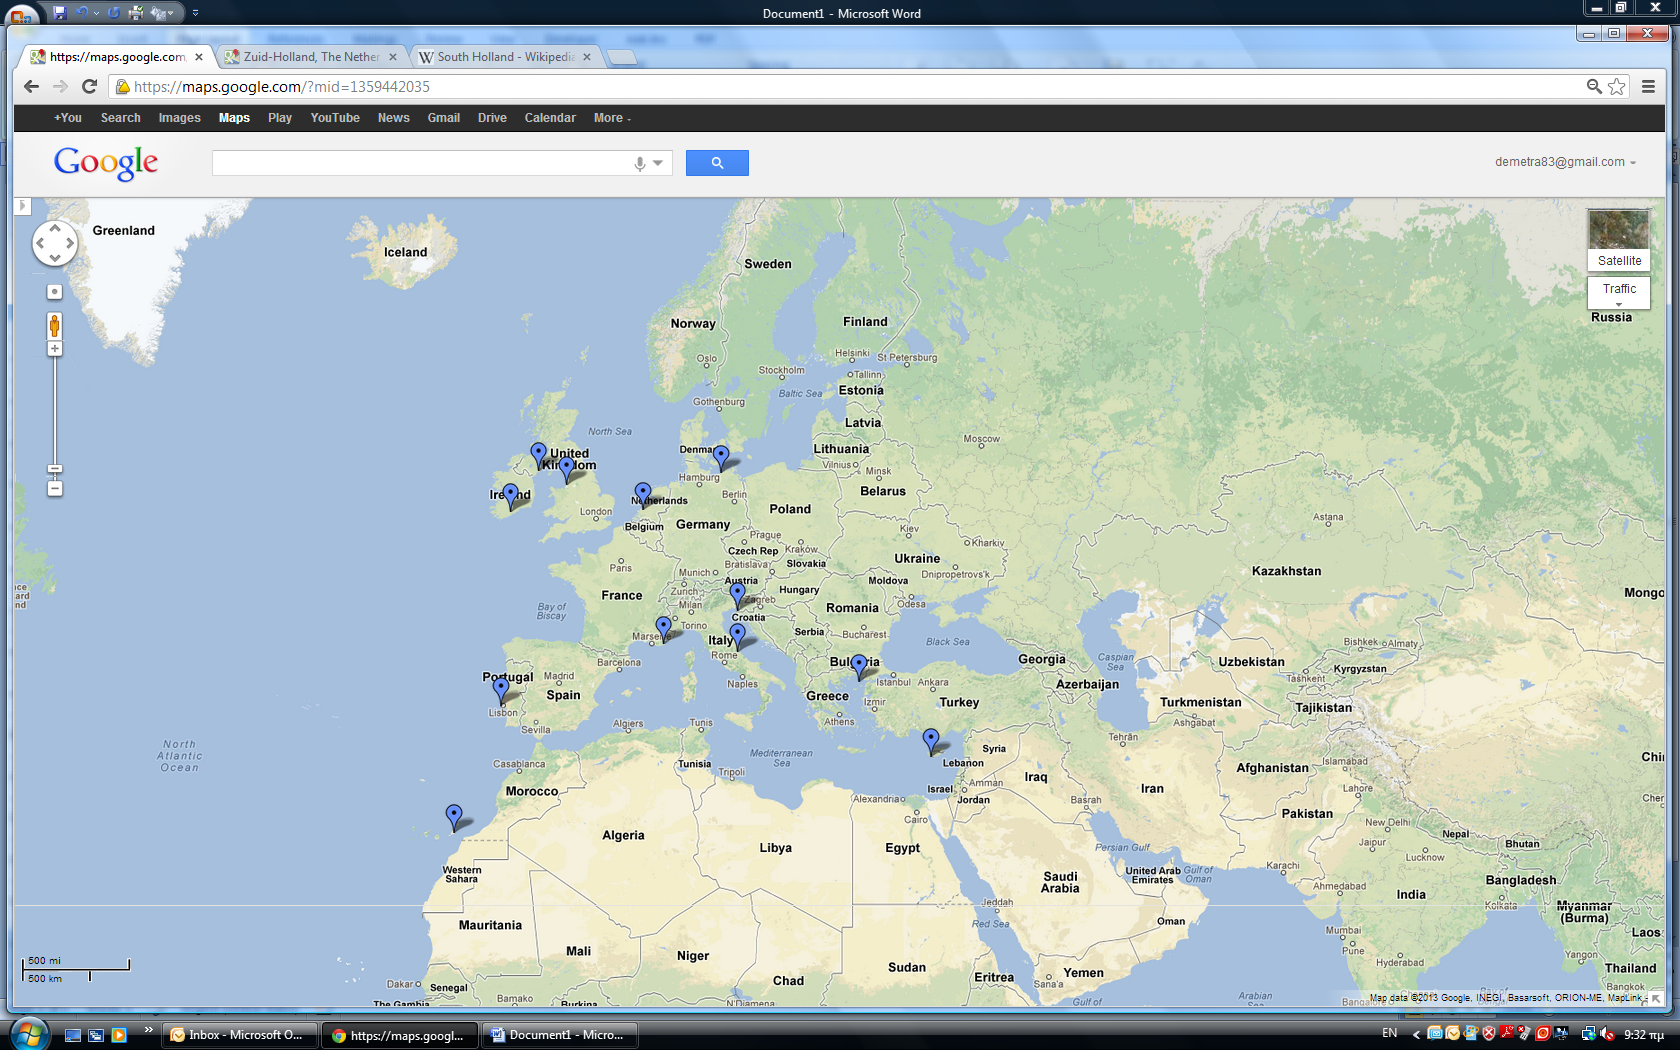 Document1 - Microsoft Word
https://maps.google.com
Zuid-Holland, The Nether
South Holland - Wikipedia
https://maps.google.com/?mid=1359442035
+You Search Images Maps Play YouTube News Gmail Drive Calendar More
Google
demetra83@gmail.com
Satellite
Traffic
Russia
Greenland
Iceland
Sweden
Norway
Finland
Oslo
Helsinki
St Petersburg
Stockholm
Tallinn
Estonia
Baltic Sea
Gothenburg
Latvia
North Sea
Moscow
Denma
Lithuania
United
Kingdom
Vilnius
Minsk
Hamburg
Ireland
Netherlands
Berlin
Belarus
London
Poland
Belgium
Germany
Astana
Kiev
Prague
Kharkiv
Czech Rep
Kraków
Paris
Slovakia
Ukraine
Bratislava
Munich
Dnipropetrovs'k
Kazakhstan
Austria
Moldova
Zurich
Hungary
France
Zagreb
Milan
Odesa
Mongo
Bay of
Biscay
Romania
Croatia
Torino
Serbia
Bucharest
Marseille
Italy
Black Sea
Bishkek
Almaty
Rome
Barcelona
Bulgaria
Georgia
Caspian
Sea
Uzbekistan
Kyrgyzstan
Portugal
Madrid
Naples
Istanbul
Ankara
Azerbaijan
Tashkent
Spain
Greece
Izmir
Turkey
Turkmenistan
Tajikistan
Lisbon
Athens
Ashgabat
Sevilla
Algiers
Tunis
Tehrān
North
Atlantic
Ocean
Mediterranean
Sea
Syria
Casablanca
Tunisia
Tripoli
Lebanon
Islamabad
Afghanistan
Chi
Iraq
Amman
Israel
Iran
Lahore
Morocco
Alexandria
Jordan
Basrah
Cher
Cairo
Pakistan
New Delhi
Algeria
Nepal
Libya
Egypt
Persian Gulf
Jaipur
Bhutan
Lucknow
Western
Sahara
Saudi
Arabia
United Arab
Emirates
Gulf of
Oman
Karachi
Bangladesh
Ahmedabad
India
Kolkata
Jeddah
Myanmar
(Burma)
Mauritania
Red Sea
Oman
Mumbai
Laos
Mali
Pune
Niger
Yangon
500 mi
500 km
Hyderabad
Sudan
Thailand
Eritrea
Yemen
Chad
Dakar
Senegal
Sana'a
The Gambia
Bamako
Burkina
N'Djamena
Gulf of
Arabian
Bangalore
Chennai
Map data ©2013 Google, INEGI, Basarsoft, ORION-ME, MapLink -
Inbox - Microsoft O...
https://maps.googl...
Document1 - Micro...
EN
9:32 πμ